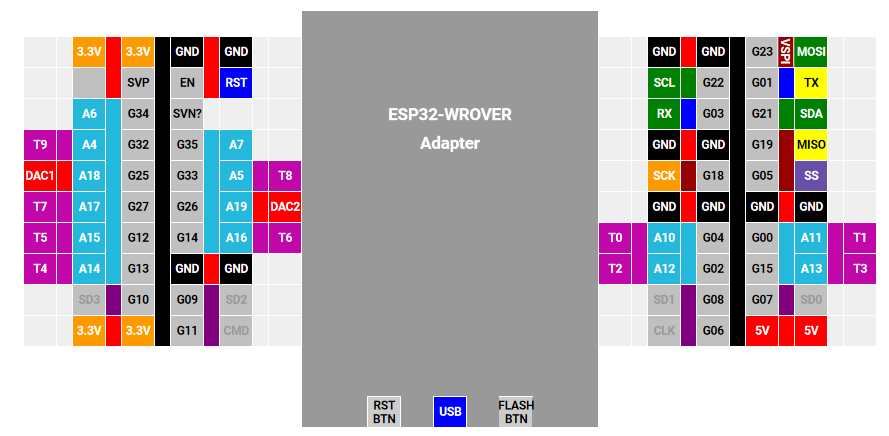 3.3V 3.3V GND GND GND GND G23 VSPI MOSI
SVP EN RST SCL G22 G01 TX
A6 G34 SVN? RX G03 G21 SDA
ESP32-WROVER
Adapter
T9 A4 G32 G35 A7 GND GND G19 MISO
DAC1 A18 G25 G33 A5 T8 SCK G18 G05 SS
T7 A17 G27 G26 A19 DAC2 GND GND GND GND
T5 A15 G12 G14 A16 T6 T0 A10 G04 G00 A11 T1
T4 A14 G13 GND GND T2 A12 G02 G15 A13 T3
SD3 G10 G09 SD2 SD1 G08 G07 SD0
3.3V 3.3V G11 CMD CLK G06 5V 5V
RST
BTN
USB
FLASH
BTN